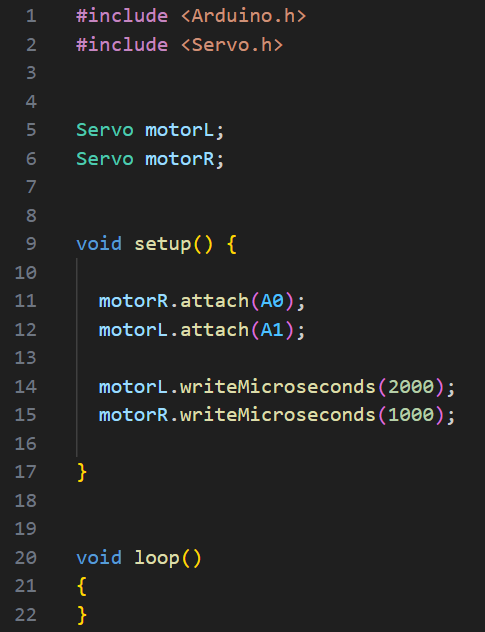 1 #include <Arduino.h>
2 #include <Servo.h>
3
4
5 Servo motorL;
6 Servo motorR;
7
8
9 void setup() {
10
11   motorR.attach(A0);
12   motorL.attach(A1);
13
14   motorL.writeMicroseconds(2000);
15   motorR.writeMicroseconds(1000);
16
17 }
18
19
20 void loop()
21 {
22 }